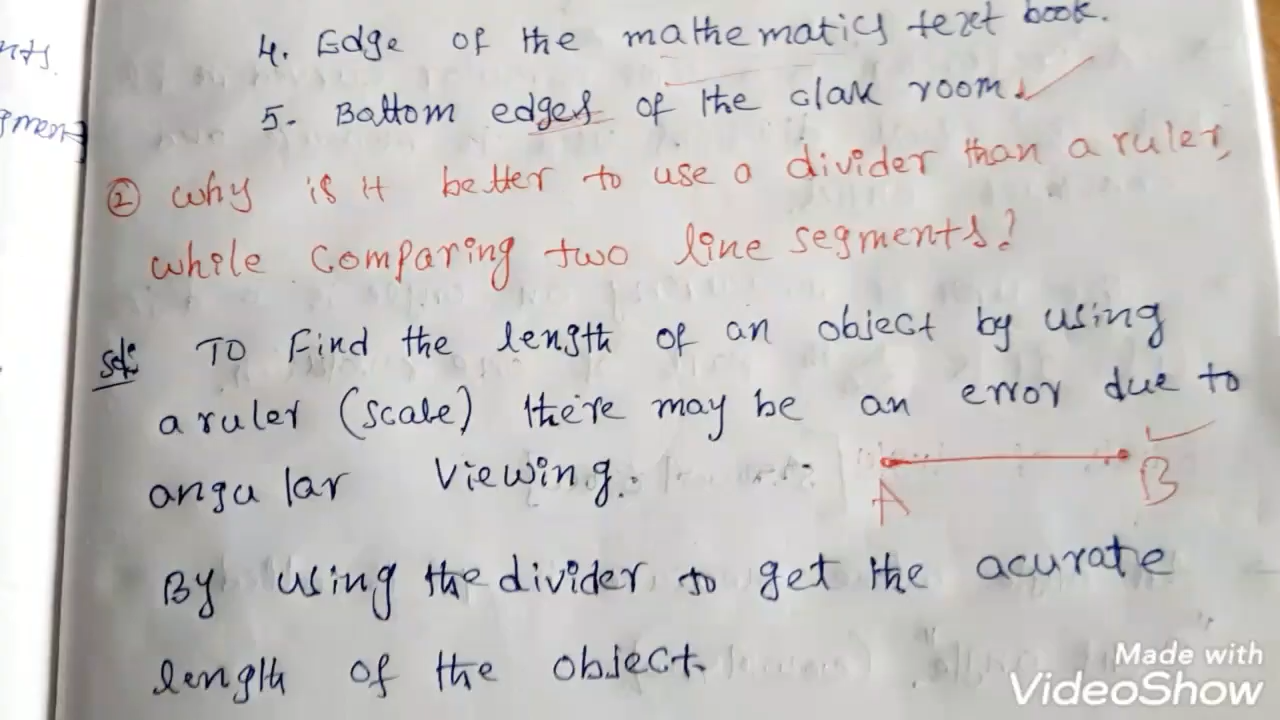 4. Edge of the mathematics text book.
5. Bottom edges of the clak room.
② why is it better to use a divider than a ruler,
while comparing two line segments?
Sol: TO Find the length of an object by using
a ruler (scale) there may be an error due to
angular viewing.
A B
By using the divider to get the acurate
length of the object.
Made with
VideoShow